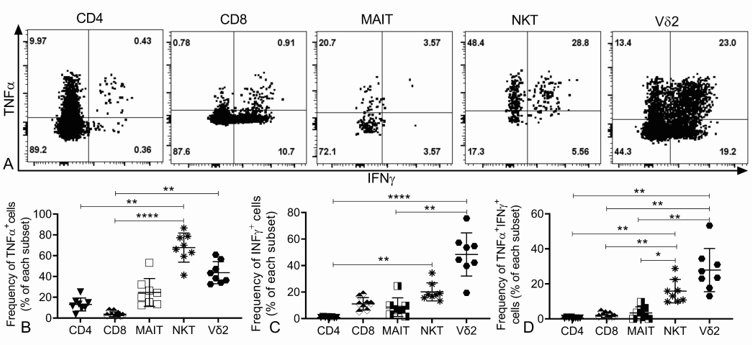 CD4 CD8 MAIT NKT Vδ2
9.97 0.43 0.78 0.91 20.7 3.57 48.4 28.8 13.4 23.0
TNFα
89.2 0.36 87.6 10.7 72.1 3.57 17.3 5.56 44.3 19.2
A
IFNγ
Frequency of TNFα⁺cells
(% of each subset)
100
80
60
40
20
0
** ** **** 
CD4 CD8 MAIT NKT Vδ2
B
Frequency of INFγ⁺ cells
(% of each subset)
80
60
40
20
0
**** ** **
CD4 CD8 MAIT NKT Vδ2
C
Frequency of TNFα⁺IFNγ⁺
cells (% of each subset)
60
40
20
0
** ** ** ** ** *
CD4 CD8 MAIT NKT Vδ2
D